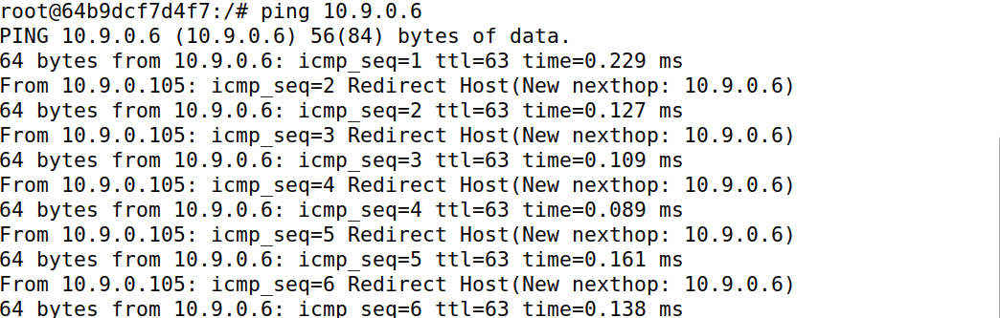 root@64b9dcf7d4f7:/# ping 10.9.0.6
PING 10.9.0.6 (10.9.0.6) 56(84) bytes of data.
64 bytes from 10.9.0.6: icmp_seq=1 ttl=63 time=0.229 ms
From 10.9.0.105: icmp_seq=2 Redirect Host(New nexthop: 10.9.0.6)
64 bytes from 10.9.0.6: icmp_seq=2 ttl=63 time=0.127 ms
From 10.9.0.105: icmp_seq=3 Redirect Host(New nexthop: 10.9.0.6)
64 bytes from 10.9.0.6: icmp_seq=3 ttl=63 time=0.109 ms
From 10.9.0.105: icmp_seq=4 Redirect Host(New nexthop: 10.9.0.6)
64 bytes from 10.9.0.6: icmp_seq=4 ttl=63 time=0.089 ms
From 10.9.0.105: icmp_seq=5 Redirect Host(New nexthop: 10.9.0.6)
64 bytes from 10.9.0.6: icmp_seq=5 ttl=63 time=0.161 ms
From 10.9.0.105: icmp_seq=6 Redirect Host(New nexthop: 10.9.0.6)
64 bytes from 10.9.0.6: icmp_seq=6 ttl=63 time=0.138 ms